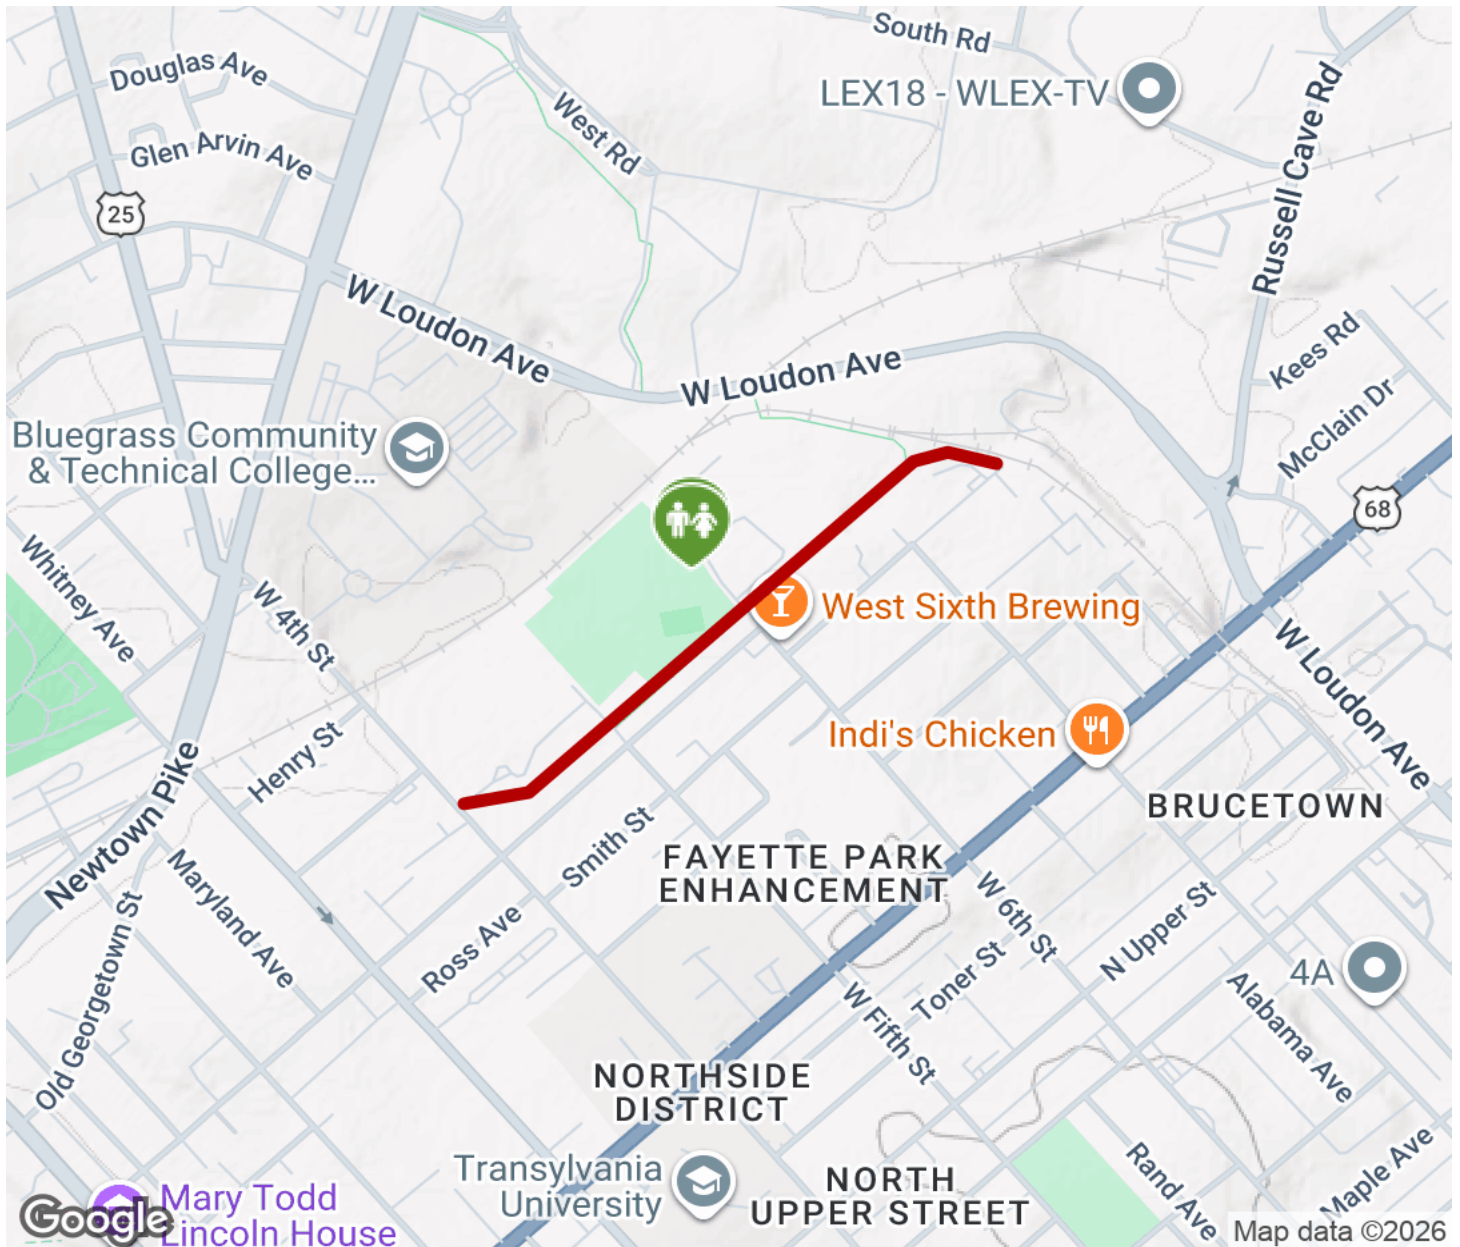 South Rd
Douglas Ave
LEX18 - WLEX-TV
Russell Cave Rd
West Rd
Glen Arvin Ave
25
W Loudon Ave
Kees Rd
W Loudon Ave
McClain Dr
Bluegrass Community
& Technical College...
68
Whitney Ave
W 4th St
West Sixth Brewing
W Loudon Ave
Henry St
Indi's Chicken
Newtown Pike
BRUCETOWN
Smith St
FAYETTE PARK
ENHANCEMENT
Maryland Ave
W 6th St
N Upper St
Ross Ave
Old Georgetown St
Toner St
4A
W Fifth St
Alabama Ave
NORTHSIDE
DISTRICT
Transylvania
University
NORTH
UPPER STREET
Rand Ave
Maple Ave
Mary Todd
Lincoln House
Google
Map data ©2026